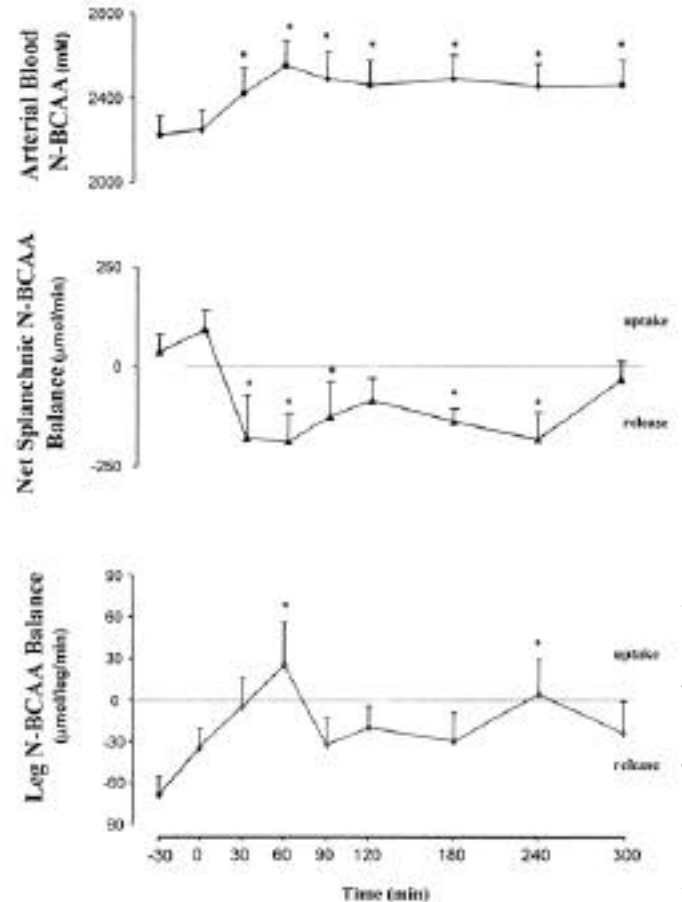 Arterial Blood
N-BCAA (mM)
2800
2400
2000
*
*
*
*
*
*
*
Net Splanchnic N-BCAA
Balance (µmol/min)
250
0
-250
uptake
release
*
*
*
*
*
Leg N-BCAA Balance
(µmol/leg/min)
90
60
30
0
-30
-60
90
uptake
release
*
*
-30 0 30 60 90 120 180 240 300
Time (min)